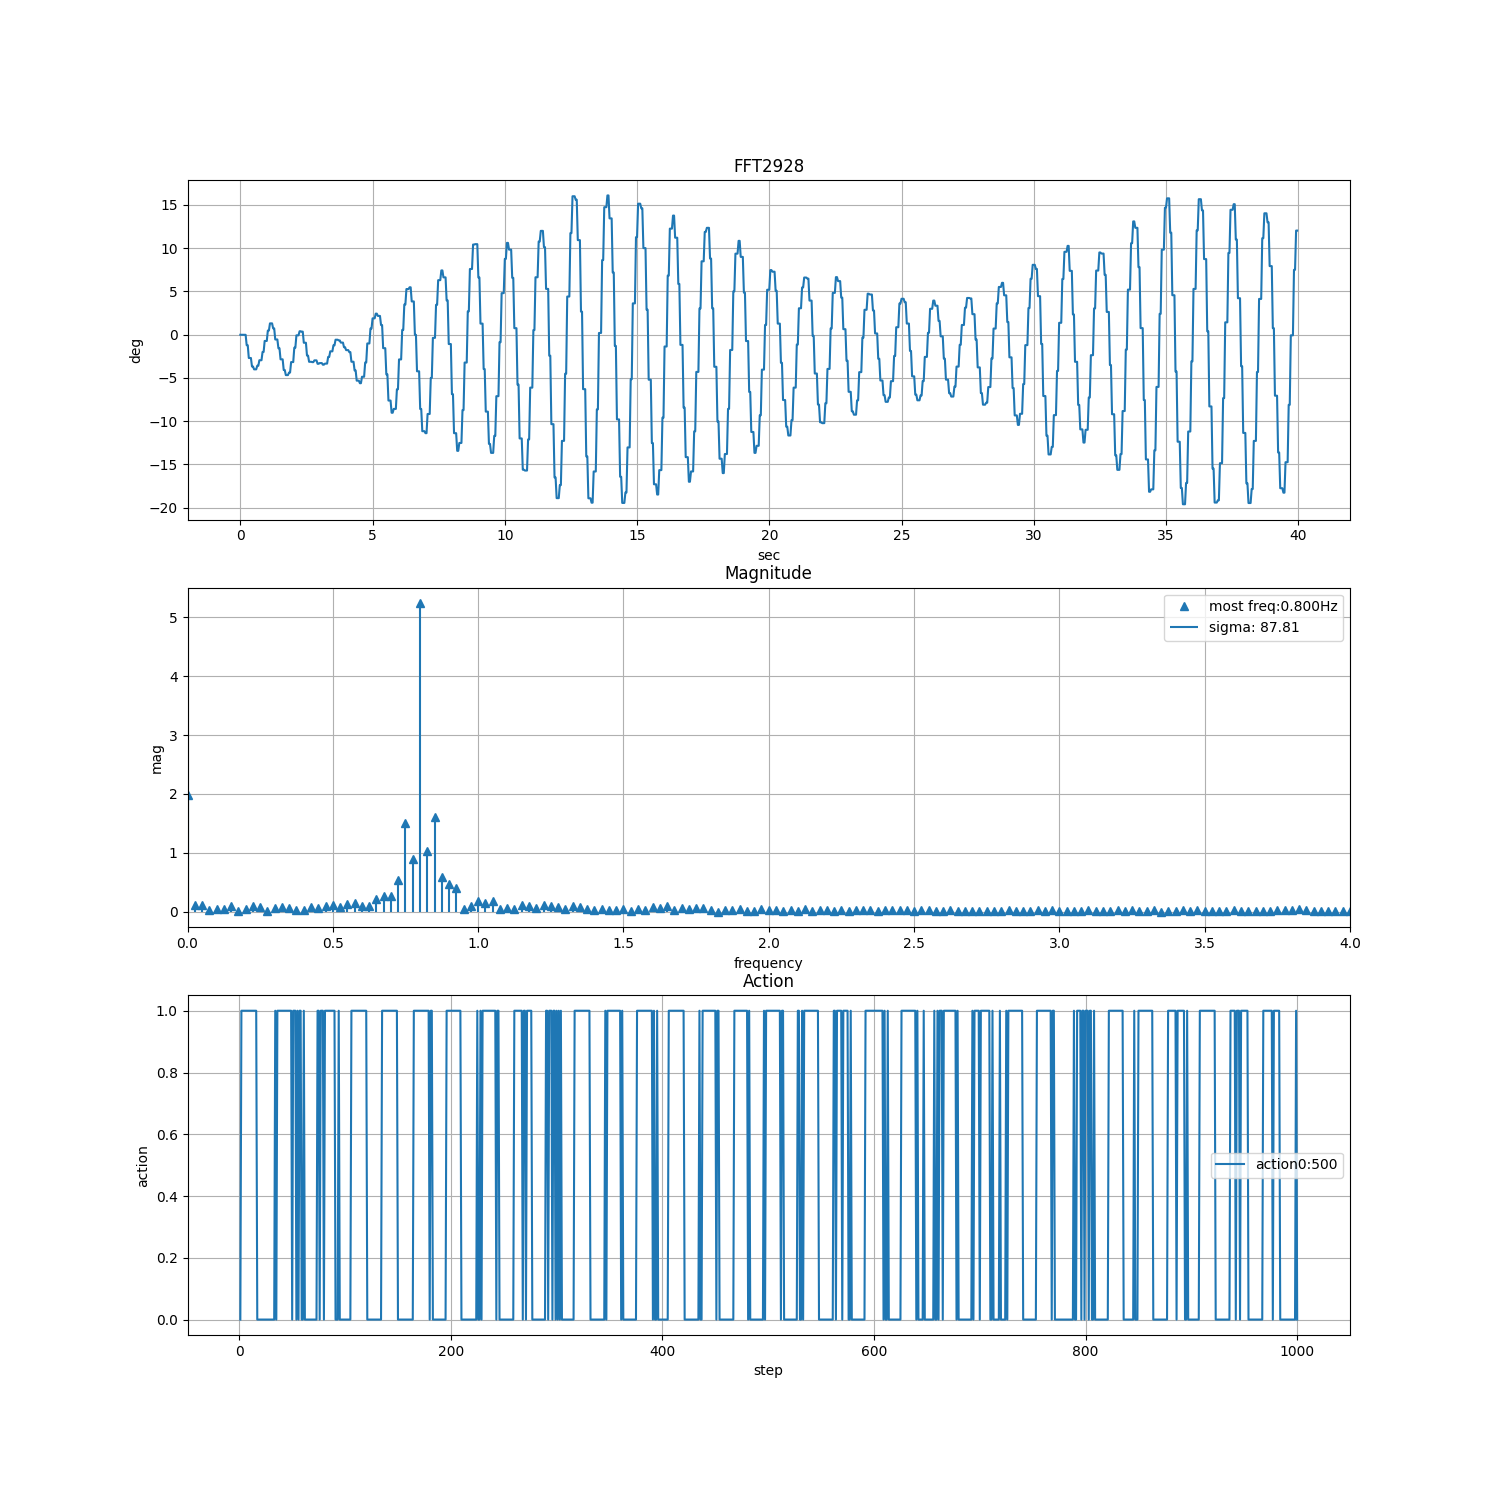 FFT2928
15
10
5
0
−5
−10
−15
−20
deg
0 5 10 15 20 25 30 35 40
sec
Magnitude
5
4
3
2
1
0
mag
most freq:0.800Hz
sigma: 87.81
0.0 0.5 1.0 1.5 2.0 2.5 3.0 3.5 4.0
frequency
Action
1.0
0.8
0.6
0.4
0.2
0.0
action
action0:500
0 200 400 600 800 1000
step